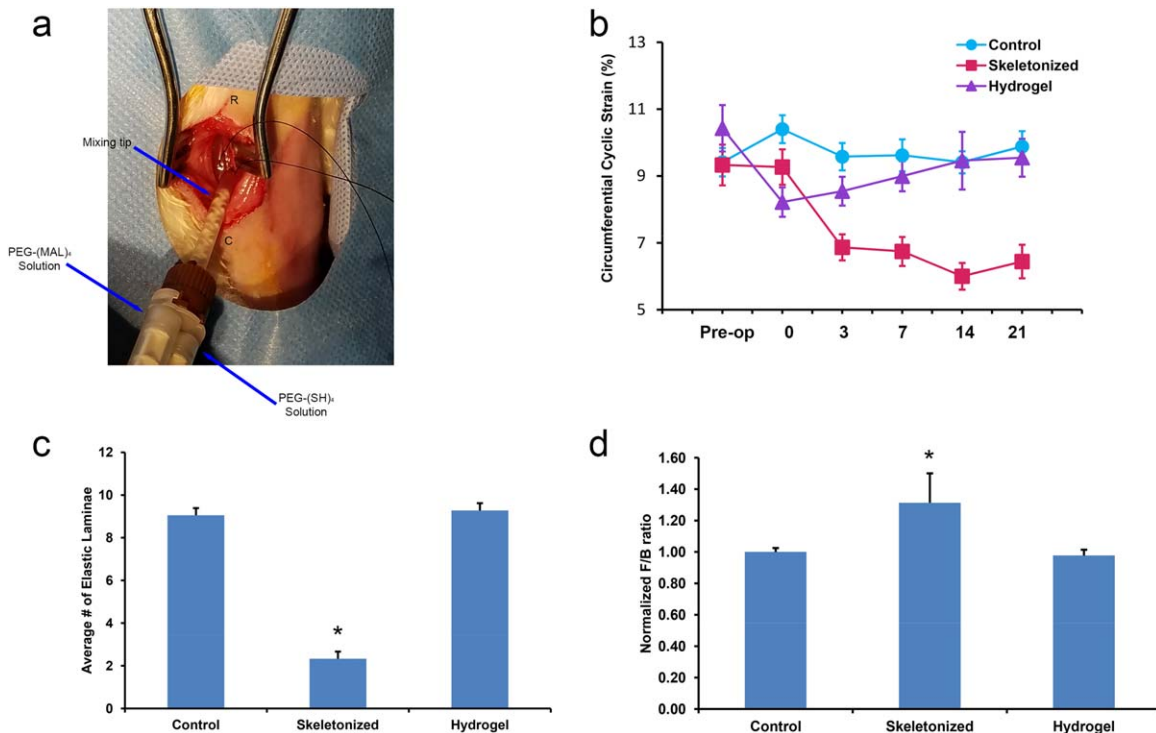 a
R
Mixing tip
C
PEG-(MAL)₄
Solution
PEG-(SH)₄
Solution
b
Circumferential Cyclic Strain (%)
13
11
9
7
5
Control
Skeletonized
Hydrogel
Pre-op 0 3 7 14 21
c
Average # of Elastic Laminae
12
10
8
6
4
2
0
*
Control Skeletonized Hydrogel
d
Normalized F/B ratio
1.60
1.40
1.20
1.00
0.80
0.60
0.40
0.20
0.00
*
Control Skeletonized Hydrogel